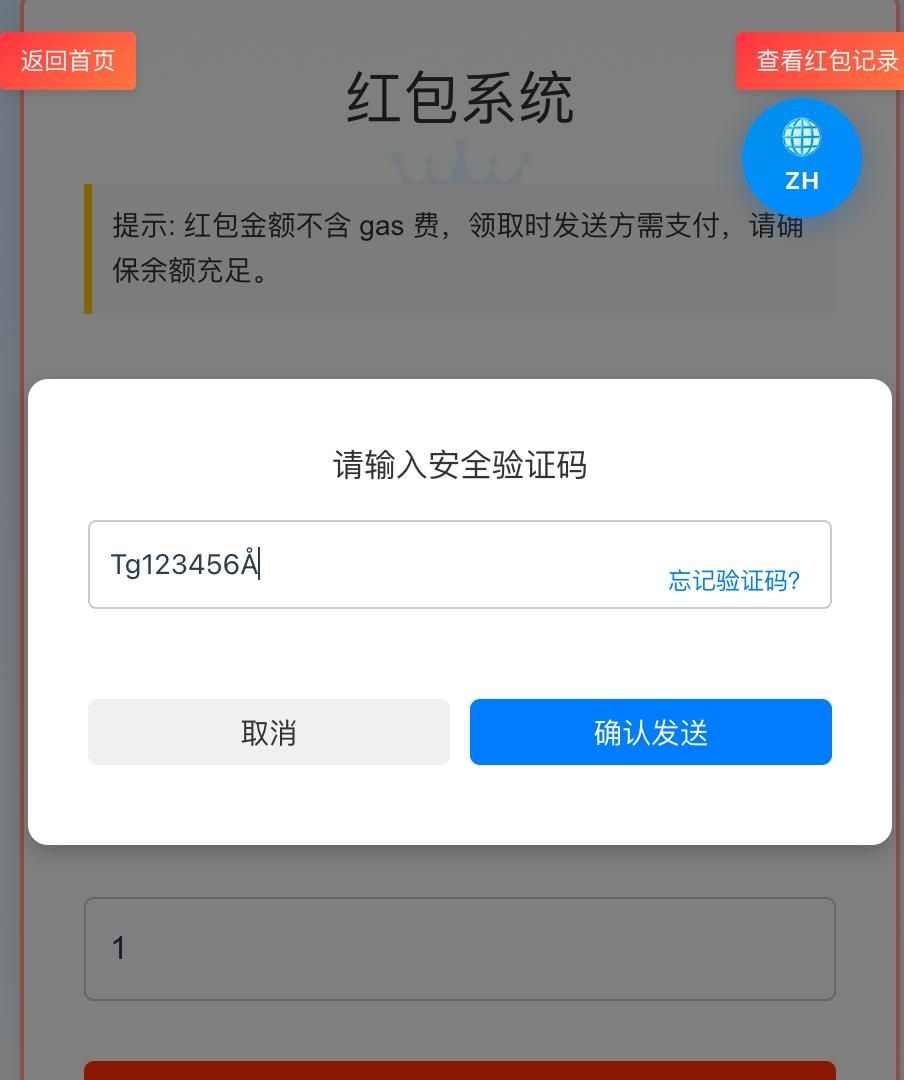 返回首页
查看红包记录
红包系统
ZH
提示: 红包金额不含 gas 费，领取时发送方需支付，请确
保余额充足。
请输入安全验证码
Tg123456Å
忘记验证码?
取消
确认发送
1